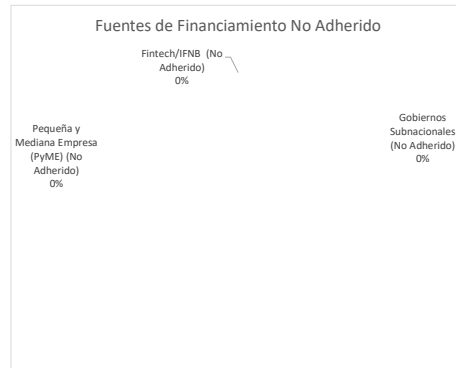 Fuentes de Financiamiento No Adherido
Fintech/IFNB (No
Adherido)
0%
Gobiernos
Subnacionales
(No Adherido)
0%
Pequeña y
Mediana Empresa
(PyME) (No
Adherido)
0%